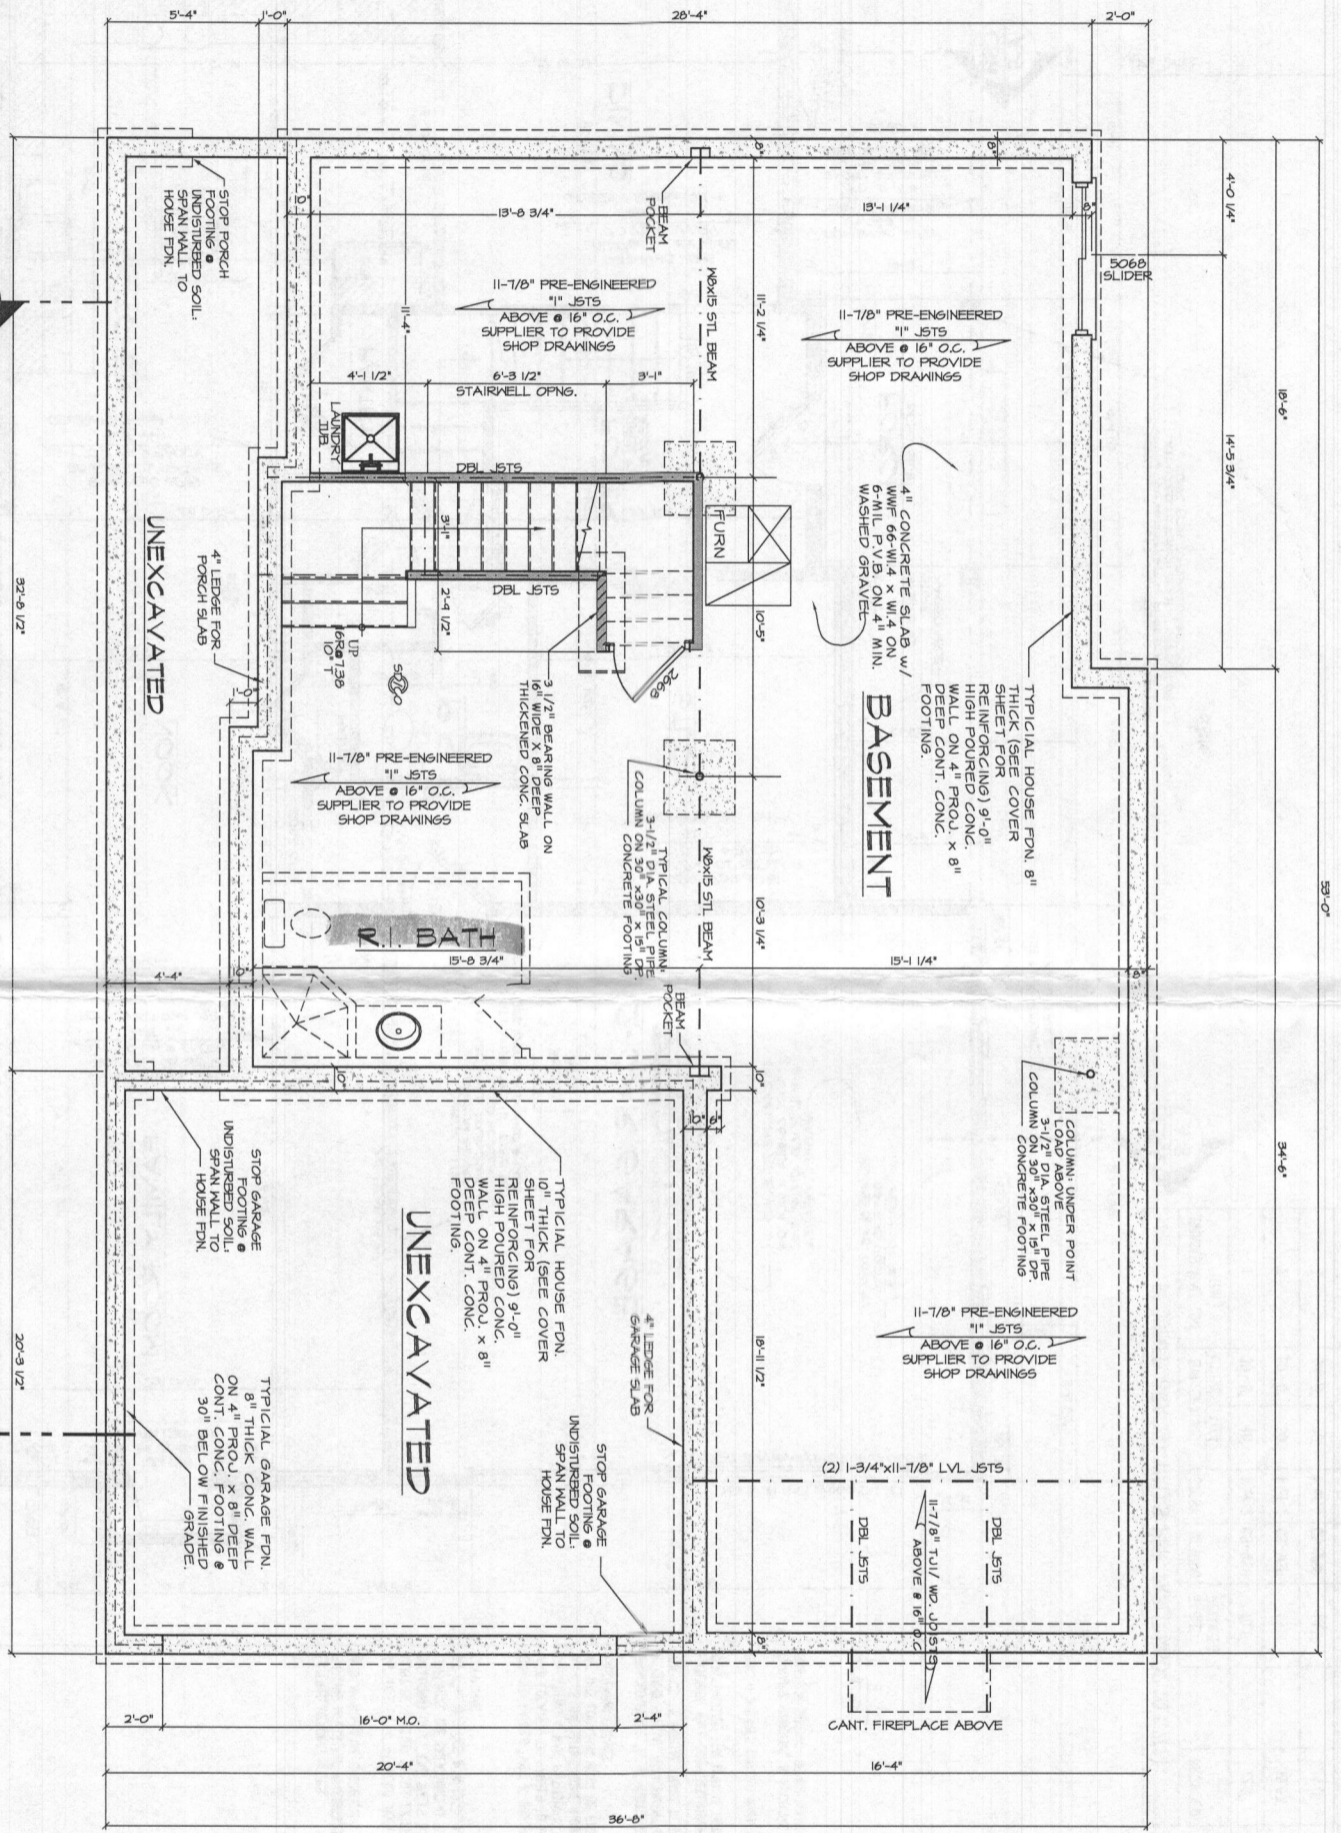 5'-4"
1'-0"
28'-4"
2'-0"
8"
8"
4'-0 1/4"
STOP PORCH
FOOTING @
UNDISTURBED SOIL:
SPAN WALL TO
HOUSE FDN.
13'-8 3/4"
BEAM
POCKET
13'-1 1/4"
8"
5068
SLIDER
11-7/8" PRE-ENGINEERED
"I" JSTS
ABOVE @ 16" O.C.
SUPPLIER TO PROVIDE
SHOP DRAWINGS
W8x15 STL BEAM
11'-2 1/4"
11-7/8" PRE-ENGINEERED
"I" JSTS
ABOVE @ 16" O.C.
SUPPLIER TO PROVIDE
SHOP DRAWINGS
11'-4"
4'-1 1/2"
6'-3 1/2"
3'-1"
STAIRWELL OPNG.
18'-6"
14'-5 3/4"
LAUNDRY
TUB
DBL JSTS
4" CONCRETE SLAB W/
WWF 66-W1.4 x W1.4 ON
6-MIL P.V.B. ON 4" MIN.
WASHED GRAVEL
FURN
3'-1"
DBL JSTS
2'-4 1/2"
10'-5"
UNEXCAVATED
4" LEDGE FOR
PORCH SLAB
32'-8 1/2"
UP
16R@7.38
10" T
1'-0"
2668
3 1/2" BEARING WALL ON
16" WIDE X 8" DEEP
THICKENED CONC. SLAB
BASEMENT
TYPICIAL HOUSE FDN. 8"
THICK (SEE COVER
SHEET FOR
REINFORCING) 9'-0"
HIGH POURED CONC.
WALL ON 4" PROJ. x 8"
DEEP CONT. CONC.
FOOTING.
11-7/8" PRE-ENGINEERED
"I" JSTS
ABOVE @ 16" O.C.
SUPPLIER TO PROVIDE
SHOP DRAWINGS
TYPICAL COLUMN:
3-1/2" DIA. STEEL PIPE
COLUMN ON 30" x30" x 15" DP.
CONCRETE FOOTING
W8x15 STL BEAM
10'-3 1/4"
53'-0"
R.I. BATH
15'-8 3/4"
15'-1 1/4"
8"
4'-4"
10"
BEAM
POCKET
10"
10"
COLUMN: UNDER POINT
LOAD ABOVE
3-1/2" DIA. STEEL PIPE
COLUMN ON 30" x30" x 15" DP.
CONCRETE FOOTING
34'-6"
STOP GARAGE
FOOTING @
UNDISTURBED SOIL:
SPAN WALL TO
HOUSE FDN.
TYPICIAL HOUSE FDN.
10" THICK (SEE COVER
SHEET FOR
REINFORCING) 9'-0"
HIGH POURED CONC.
WALL ON 4" PROJ. x 8"
DEEP CONT. CONC.
FOOTING.
UNEXCAVATED
4" LEDGE FOR
GARAGE SLAB
18'-11 1/2"
11-7/8" PRE-ENGINEERED
"I" JSTS
ABOVE @ 16" O.C.
SUPPLIER TO PROVIDE
SHOP DRAWINGS
20'-3 1/2"
TYPICIAL GARAGE FDN.
8" THICK CONC. WALL
ON 4" PROJ. x 8" DEEP
CONT. CONC. FOOTING @
30" BELOW FINISHED
GRADE.
STOP GARAGE
FOOTING @
UNDISTURBED SOIL:
SPAN WALL TO
HOUSE FDN.
(2) 1-3/4"x11-7/8" LVL JSTS
DBL JSTS
11-7/8" TJI/ WD. JOISTS
ABOVE @ 16" O.C.
DBL JSTS
8"
2'-0"
16'-0" M.O.
2'-4"
CANT. FIREPLACE ABOVE
20'-4"
16'-4"
36'-8"